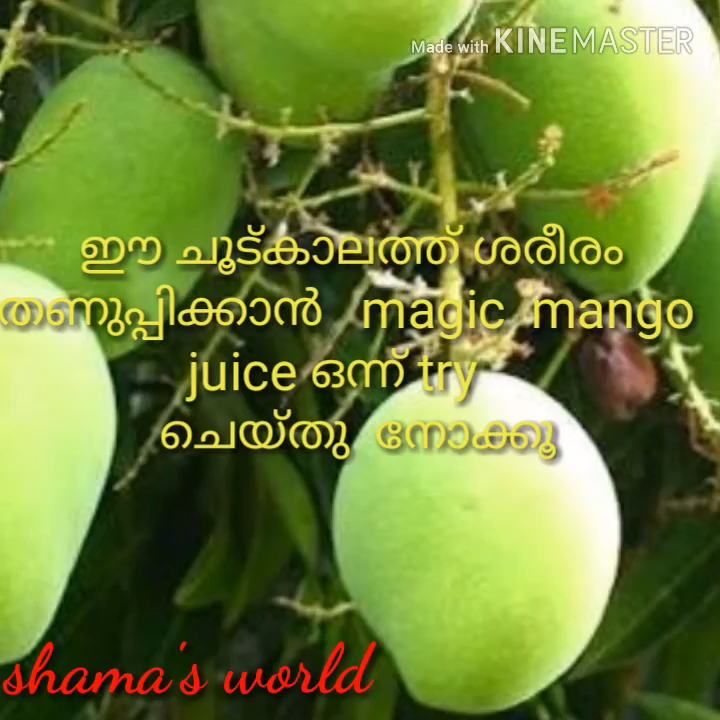 Made with KINEMASTER
ഈ ചൂട്കാലത്ത് ശരീരം
തണുപ്പിക്കാൻ magic mango
juice ഒന്ന് try
ചെയ്തു നോക്കൂ
shama's world